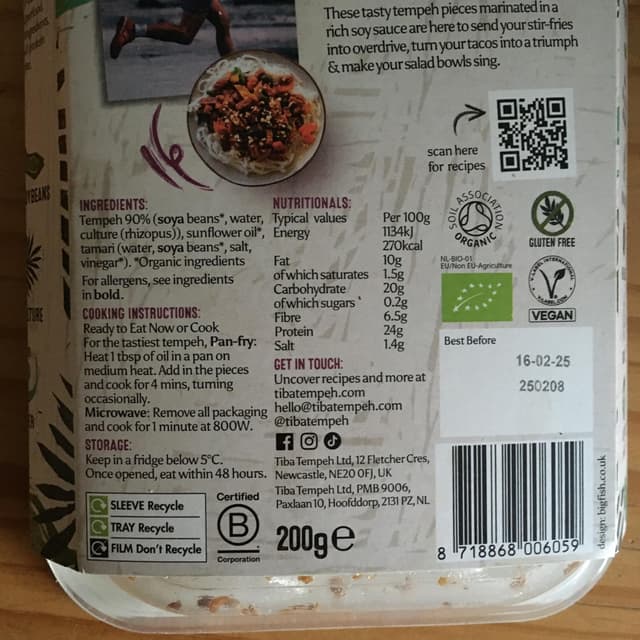 These tasty tempeh pieces marinated in a
rich soy sauce are here to send your stir-fries
into overdrive, turn your tacos into a triumph
& make your salad bowls sing.
scan here
for recipes
INGREDIENTS:
Tempeh 90% (soya beans*, water,
culture (rhizopus)), sunflower oil*,
tamari (water, soya beans*, salt,
vinegar*). *Organic ingredients
For allergens, see ingredients
in bold.
COOKING INSTRUCTIONS:
Ready to Eat Now or Cook
For the tastiest tempeh, Pan-fry:
Heat 1 tbsp of oil in a pan on
medium heat. Add in the pieces
and cook for 4 mins, turning
occasionally.
Microwave: Remove all packaging
and cook for 1 minute at 800W.
STORAGE:
Keep in a fridge below 5°C.
Once opened, eat within 48 hours.
SLEEVE Recycle
TRAY Recycle
FILM Don't Recycle
Certified
B
Corporation
NUTRITIONALS:
Typical values Per 100g
Energy 1134kJ
270kcal
Fat 10g
of which saturates 1.5g
Carbohydrate 20g
of which sugars 0.2g
Fibre 6.5g
Protein 24g
Salt 1.4g
GET IN TOUCH:
Uncover recipes and more at
tibatempeh.com
hello@tibatempeh.com
@tibatempeh
Tiba Tempeh Ltd, 12 Fletcher Cres,
Newcastle, NE20 0FJ, UK
Tiba Tempeh Ltd, PMB 9006,
Paxlaan 10, Hoofddorp, 2131 PZ, NL
200g e
SOIL ASSOCIATION
ORGANIC
GLUTEN FREE
NL-BIO-01
EU/Non EU-Agriculture
V-LABEL INTERNATIONAL
V-LABEL.COM
VEGAN
Best Before
16-02-25
250208
8 718868 006059
design: bigfish.co.uk
YBEANS
TURE